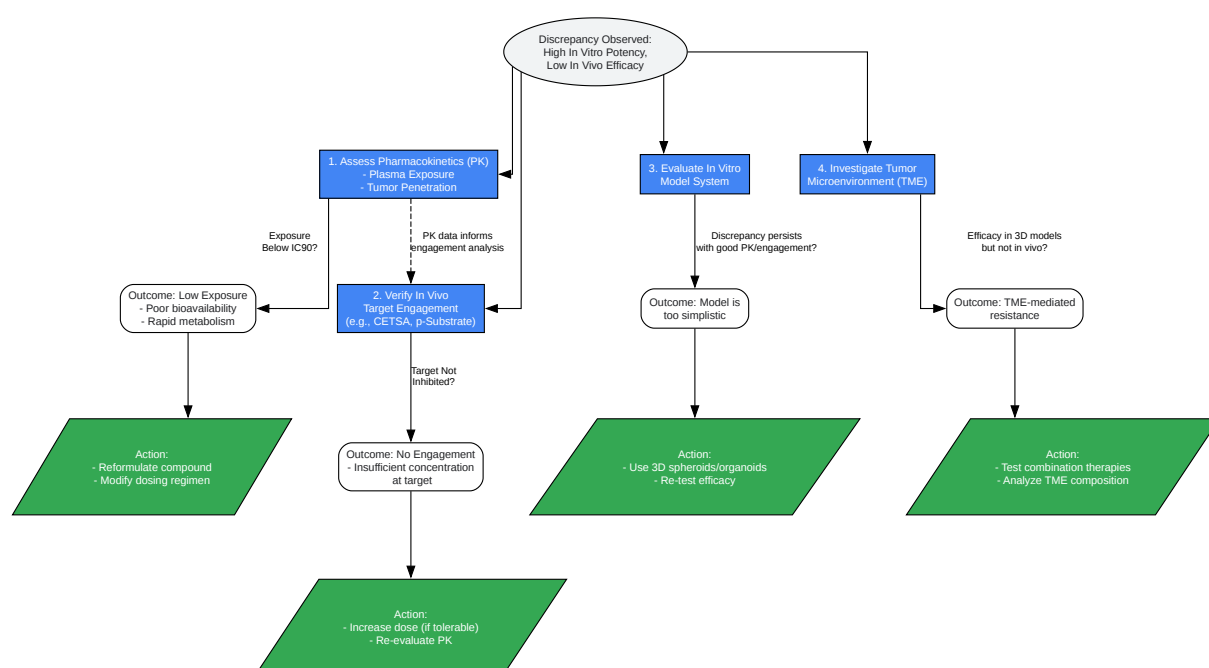 Discrepancy Observed:
High In Vitro Potency,
Low In Vivo Efficacy
1. Assess Pharmacokinetics (PK)
- Plasma Exposure
- Tumor Penetration
3. Evaluate In Vitro
Model System
4. Investigate Tumor
Microenvironment (TME)
Exposure
Below IC90?
PK data informs
engagement analysis
Discrepancy persists
with good PK/engagement?
Efficacy in 3D models
but not in vivo?
Outcome: Low Exposure
- Poor bioavailability
- Rapid metabolism
2. Verify In Vivo
Target Engagement
(e.g., CETSA, p-Substrate)
Outcome: Model is
too simplistic
Outcome: TME-mediated
resistance
Target Not
Inhibited?
Action:
- Reformulate compound
- Modify dosing regimen
Outcome: No Engagement
- Insufficient concentration
at target
Action:
- Use 3D spheroids/organoids
- Re-test efficacy
Action:
- Test combination therapies
- Analyze TME composition
Action:
- Increase dose (if tolerable)
- Re-evaluate PK